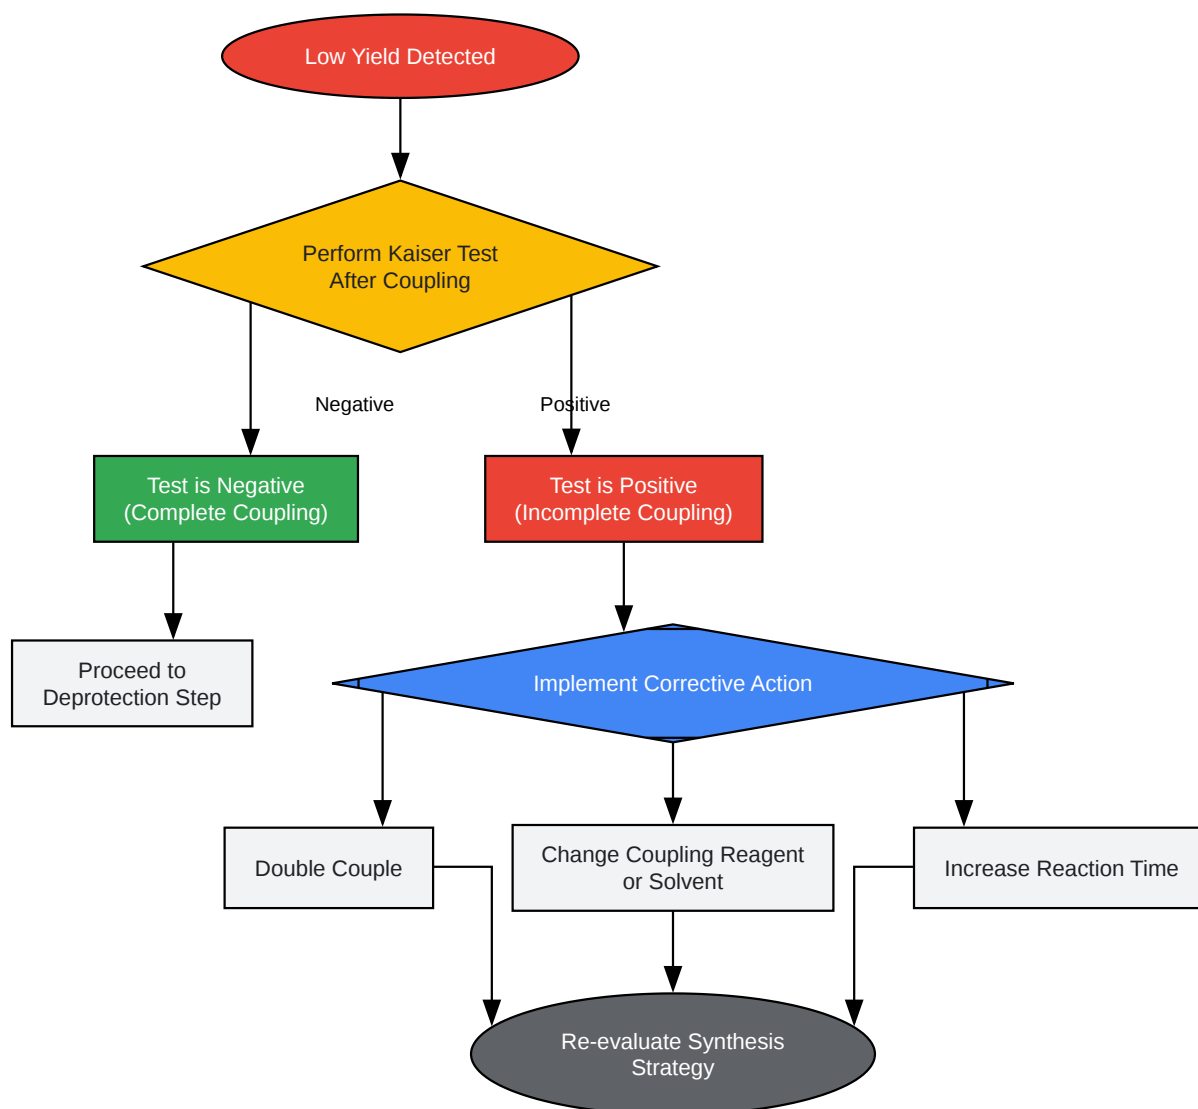 Low Yield Detected
Perform Kaiser Test
After Coupling
Negative
Positive
Test is Negative
(Complete Coupling)
Test is Positive
(Incomplete Coupling)
Proceed to
Deprotection Step
Implement Corrective Action
Double Couple
Change Coupling Reagent
or Solvent
Increase Reaction Time
Re-evaluate Synthesis
Strategy